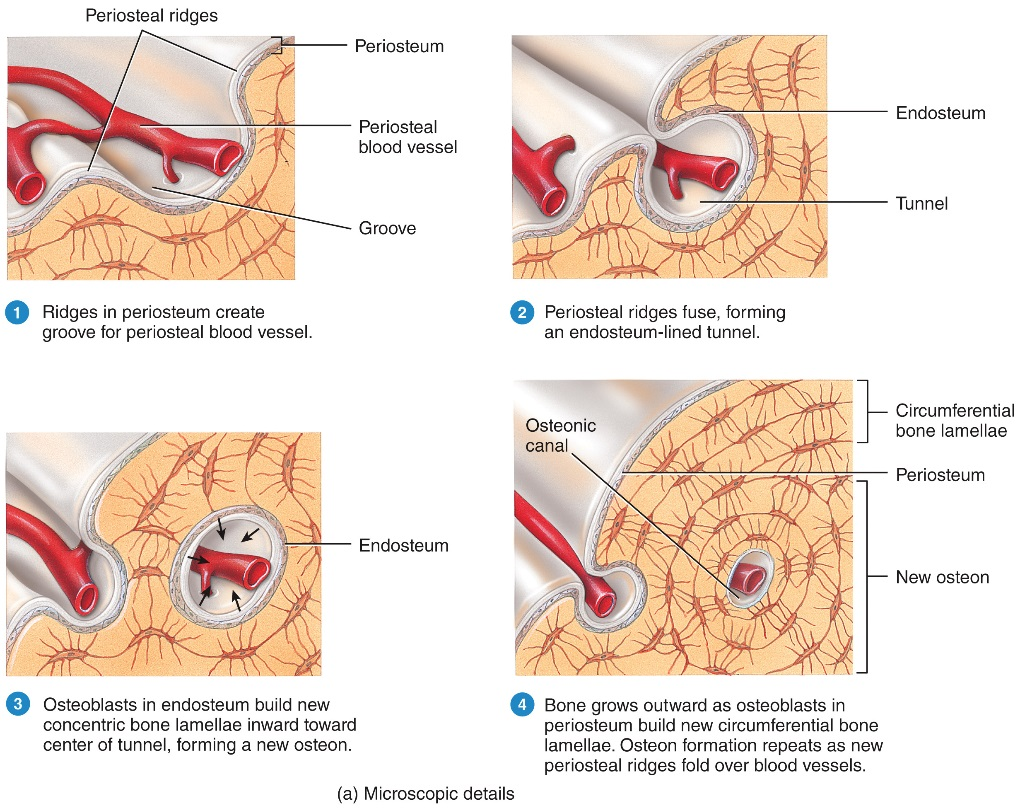 Periosteal ridges
Periosteum
Periosteal
blood vessel
Groove
1 Ridges in periosteum create
groove for periosteal blood vessel.
Endosteum
Tunnel
2 Periosteal ridges fuse, forming
an endosteum-lined tunnel.
Endosteum
3 Osteoblasts in endosteum build new
concentric bone lamellae inward toward
center of tunnel, forming a new osteon.
Osteonic
canal
Circumferential
bone lamellae
Periosteum
New osteon
4 Bone grows outward as osteoblasts in
periosteum build new circumferential bone
lamellae. Osteon formation repeats as new
periosteal ridges fold over blood vessels.
(a) Microscopic details